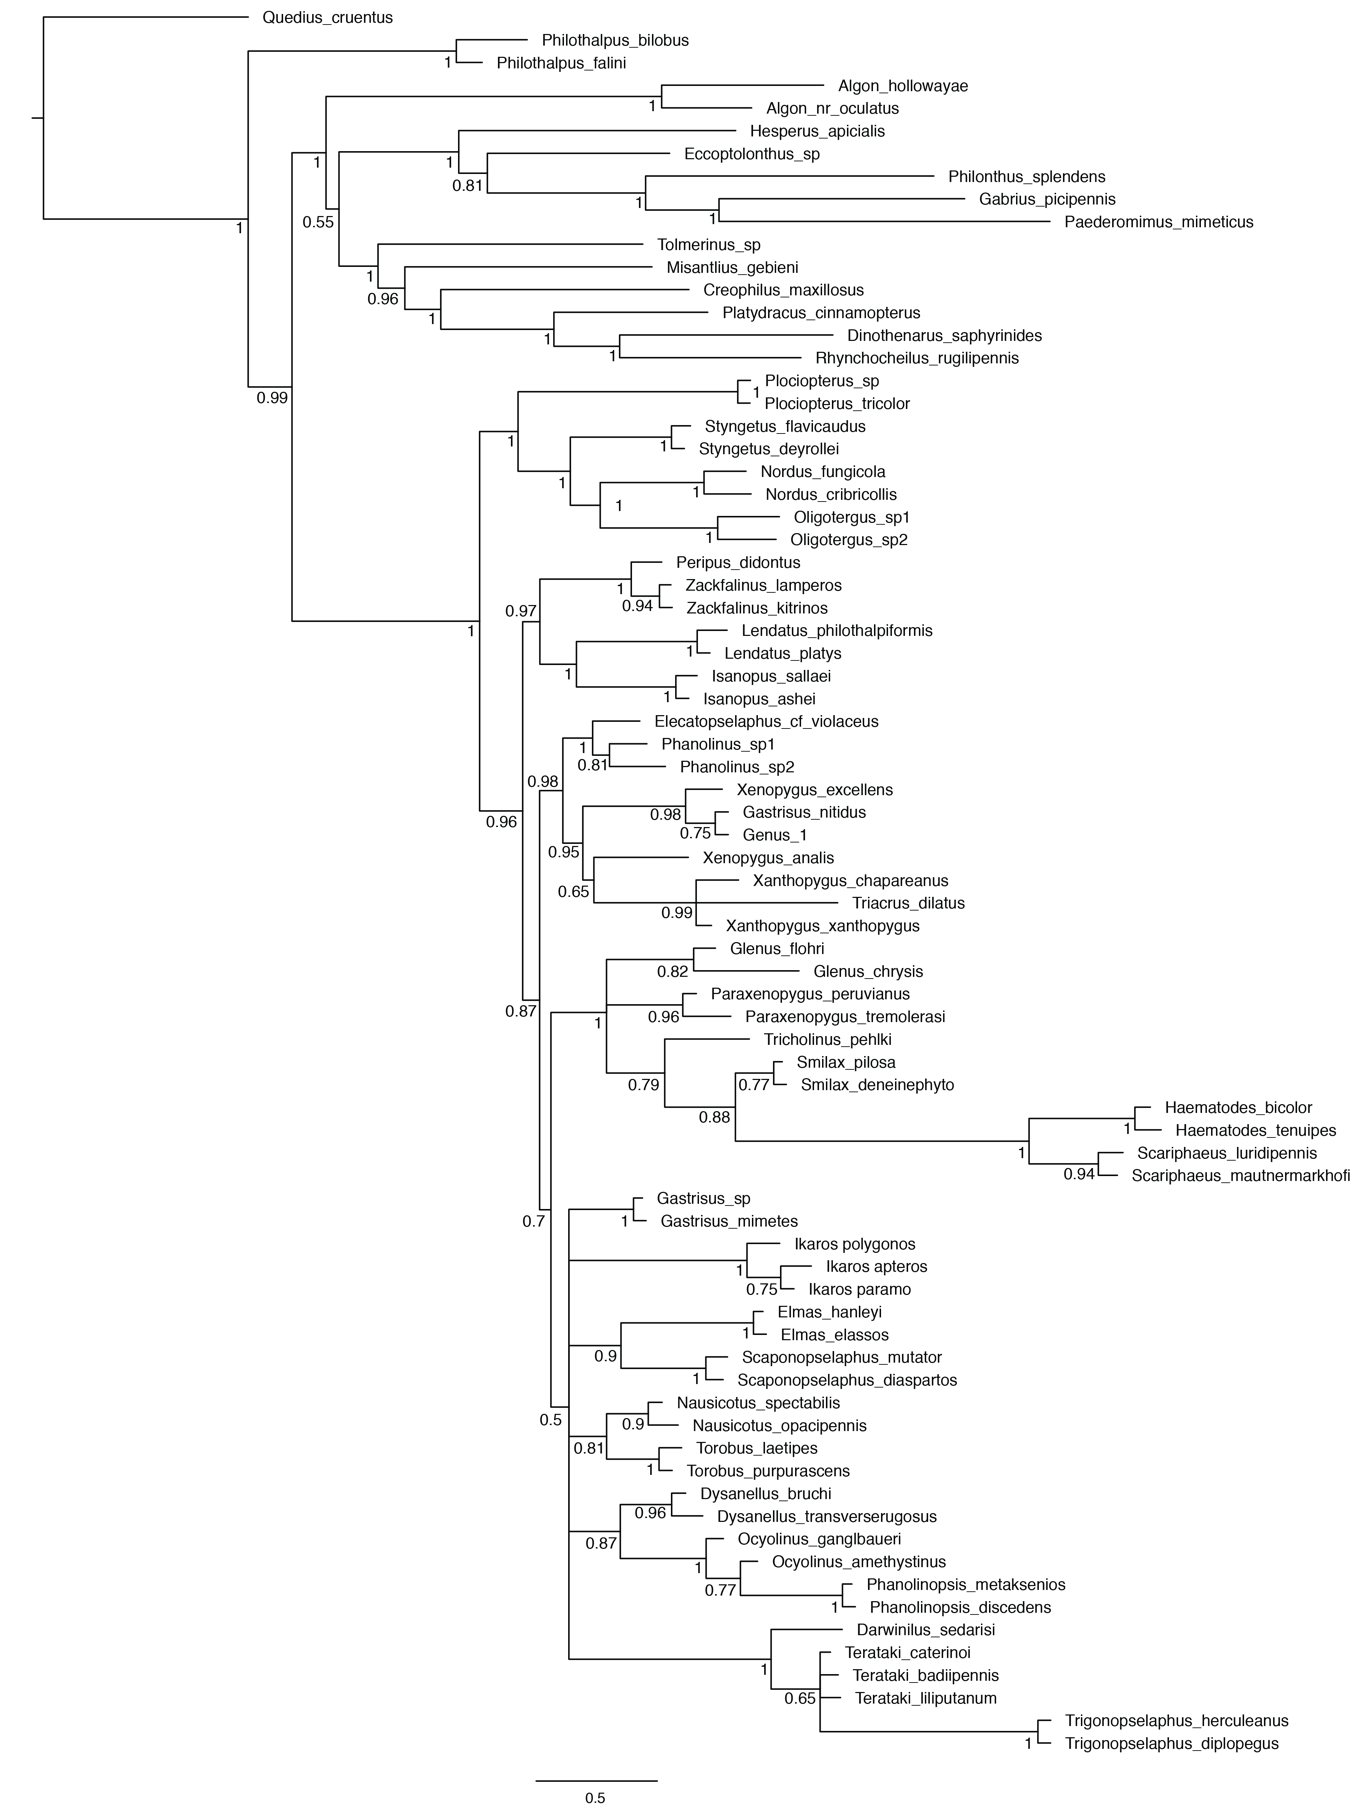 Quedius_cruentus
Philothalpus_bilobus
1
Philothalpus_falini
Algon_hollowayae
1
Algon_nr_oculatus
Hesperus_apicialis
1
Eccoptolonthus_sp
1
0.81
Philonthus_splendens
Gabrius_picipennis
1
1
Paederomimus_mimeticus
0.55
1
Tolmerinus_sp
Misantlius_gebieni
1
Creophilus_maxillosus
0.96
Platydracus_cinnamopterus
1
Dinothenarus_saphyrinides
1
Rhynchocheilus_rugilipennis
1
Plociopterus_sp
1
0.99
Plociopterus_tricolor
Styngetus_flavicaudus
1
1
Styngetus_deyrollei
Nordus_fungicola
1
1
Nordus_cribricollis
1
Oligotergus_sp1
1
Oligotergus_sp2
Peripus_didontus
Zackfalinus_lamperos
1
0.94
Zackfalinus_kitrinos
0.97
Lendatus_philothalpiformis
1
1
Lendatus_platys
1
Isanopus_sallaei
1
Isanopus_ashei
Elecatopselaphus_cf_violaceus
Phanolinus_sp1
1
0.81
Phanolinus_sp2
0.98
Xenopygus_excellens
Gastrisus_nitidus
0.98
0.96
0.75
Genus_1
0.95
Xenopygus_analis
Xanthopygus_chapareanus
0.65
Triacrus_dilatus
0.99
Xanthopygus_xanthopygus
Glenus_flohri
0.82
Glenus_chrysis
Paraxenopygus_peruvianus
0.87
0.96
Paraxenopygus_tremolerasi
1
Tricholinus_pehlki
Smilax_pilosa
0.79
0.77
Smilax_deneinephyto
Haematodes_bicolor
0.88
1
Haematodes_tenuipes
1
Scariphaeus_luridipennis
0.94
Scariphaeus_mautnermarkhofi
Gastrisus_sp
0.7
1
Gastrisus_mimetes
Ikaros polygonos
1
Ikaros apteros
0.75
Ikaros paramo
Elmas_hanleyi
1
Elmas_elassos
0.9
Scaponopselaphus_mutator
1
Scaponopselaphus_diaspartos
Nausicotus_spectabilis
0.5
0.9
Nausicotus_opacipennis
0.81
Torobus_laetipes
1
Torobus_purpurascens
Dysanellus_bruchi
0.96
Dysanellus_transverserugosus
0.87
Ocyolinus_ganglbaueri
1
Ocyolinus_amethystinus
0.77
Phanolinopsis_metaksenios
1
Phanolinopsis_discedens
Darwinilus_sedarisi
Terataki_caterinoi
1
Terataki_badiipennis
0.65
Terataki_liliputanum
Trigonopselaphus_herculeanus
1
Trigonopselaphus_diplopegus
0.5